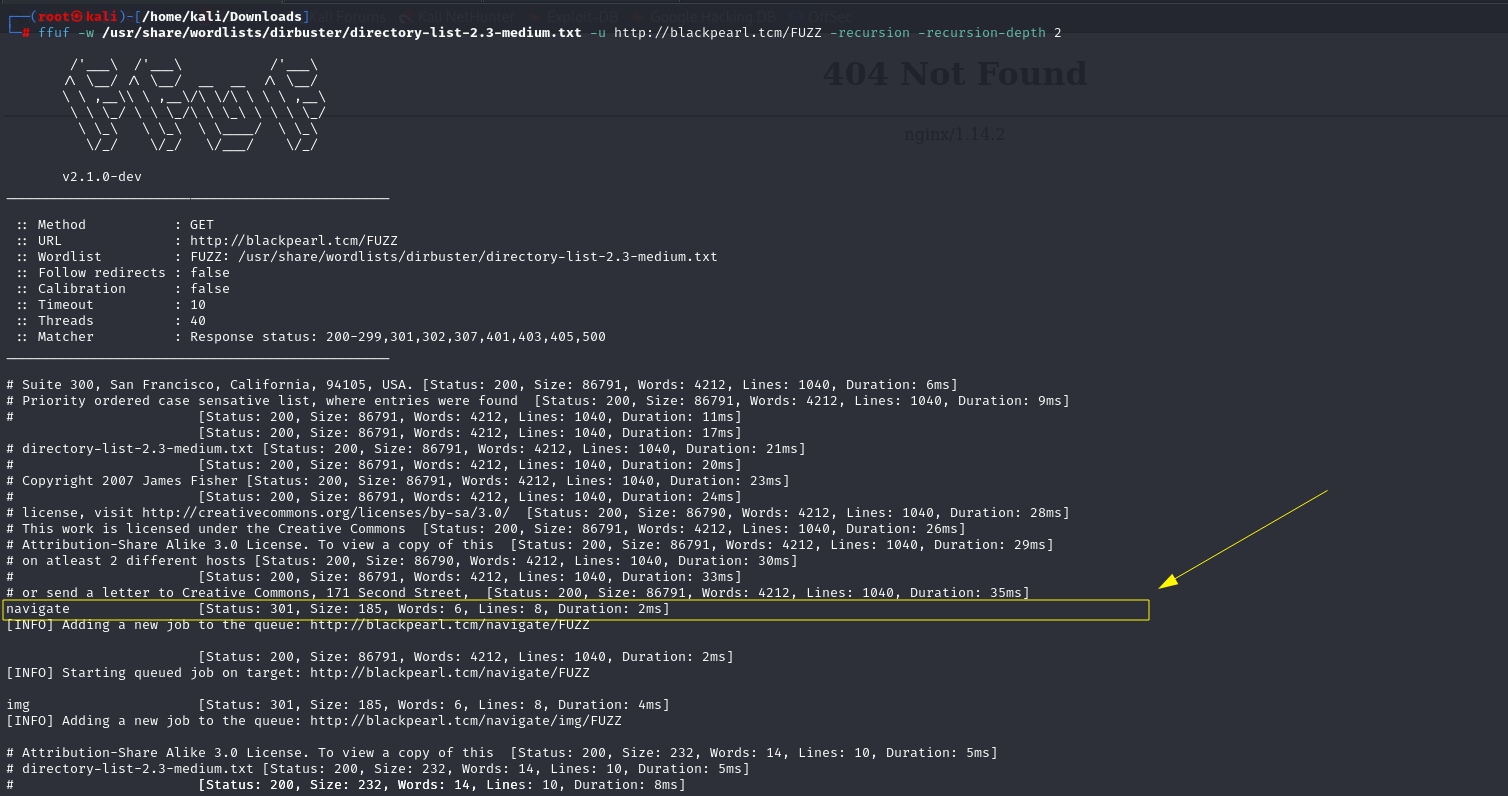 Kali Forums Kali NetHunter Exploit-DB Google Hacking DB OffSec
┌──(root㉿kali)-[/home/kali/Downloads]
└─# ffuf -w /usr/share/wordlists/dirbuster/directory-list-2.3-medium.txt -u http://blackpearl.tcm/FUZZ -recursion -recursion-depth 2
404 Not Found
nginx/1.14.2
v2.1.0-dev
:: Method : GET
:: URL : http://blackpearl.tcm/FUZZ
:: Wordlist : FUZZ: /usr/share/wordlists/dirbuster/directory-list-2.3-medium.txt
:: Follow redirects : false
:: Calibration : false
:: Timeout : 10
:: Threads : 40
:: Matcher : Response status: 200-299,301,302,307,401,403,405,500
# Suite 300, San Francisco, California, 94105, USA. [Status: 200, Size: 86791, Words: 4212, Lines: 1040, Duration: 6ms]
# Priority ordered case sensative list, where entries were found [Status: 200, Size: 86791, Words: 4212, Lines: 1040, Duration: 9ms]
# [Status: 200, Size: 86791, Words: 4212, Lines: 1040, Duration: 11ms]
[Status: 200, Size: 86791, Words: 4212, Lines: 1040, Duration: 17ms]
# directory-list-2.3-medium.txt [Status: 200, Size: 86791, Words: 4212, Lines: 1040, Duration: 21ms]
# [Status: 200, Size: 86791, Words: 4212, Lines: 1040, Duration: 20ms]
# Copyright 2007 James Fisher [Status: 200, Size: 86791, Words: 4212, Lines: 1040, Duration: 23ms]
# [Status: 200, Size: 86791, Words: 4212, Lines: 1040, Duration: 24ms]
# license, visit http://creativecommons.org/licenses/by-sa/3.0/ [Status: 200, Size: 86790, Words: 4212, Lines: 1040, Duration: 28ms]
# This work is licensed under the Creative Commons [Status: 200, Size: 86791, Words: 4212, Lines: 1040, Duration: 26ms]
# Attribution-Share Alike 3.0 License. To view a copy of this [Status: 200, Size: 86791, Words: 4212, Lines: 1040, Duration: 29ms]
# on atleast 2 different hosts [Status: 200, Size: 86790, Words: 4212, Lines: 1040, Duration: 30ms]
# [Status: 200, Size: 86791, Words: 4212, Lines: 1040, Duration: 33ms]
# or send a letter to Creative Commons, 171 Second Street, [Status: 200, Size: 86791, Words: 4212, Lines: 1040, Duration: 35ms]
navigate [Status: 301, Size: 185, Words: 6, Lines: 8, Duration: 2ms]
[INFO] Adding a new job to the queue: http://blackpearl.tcm/navigate/FUZZ
[Status: 200, Size: 86791, Words: 4212, Lines: 1040, Duration: 2ms]
[INFO] Starting queued job on target: http://blackpearl.tcm/navigate/FUZZ
img [Status: 301, Size: 185, Words: 6, Lines: 8, Duration: 4ms]
[INFO] Adding a new job to the queue: http://blackpearl.tcm/navigate/img/FUZZ
# Attribution-Share Alike 3.0 License. To view a copy of this [Status: 200, Size: 232, Words: 14, Lines: 10, Duration: 5ms]
# directory-list-2.3-medium.txt [Status: 200, Size: 232, Words: 14, Lines: 10, Duration: 5ms]
# [Status: 200, Size: 232, Words: 14, Lines: 10, Duration: 8ms]